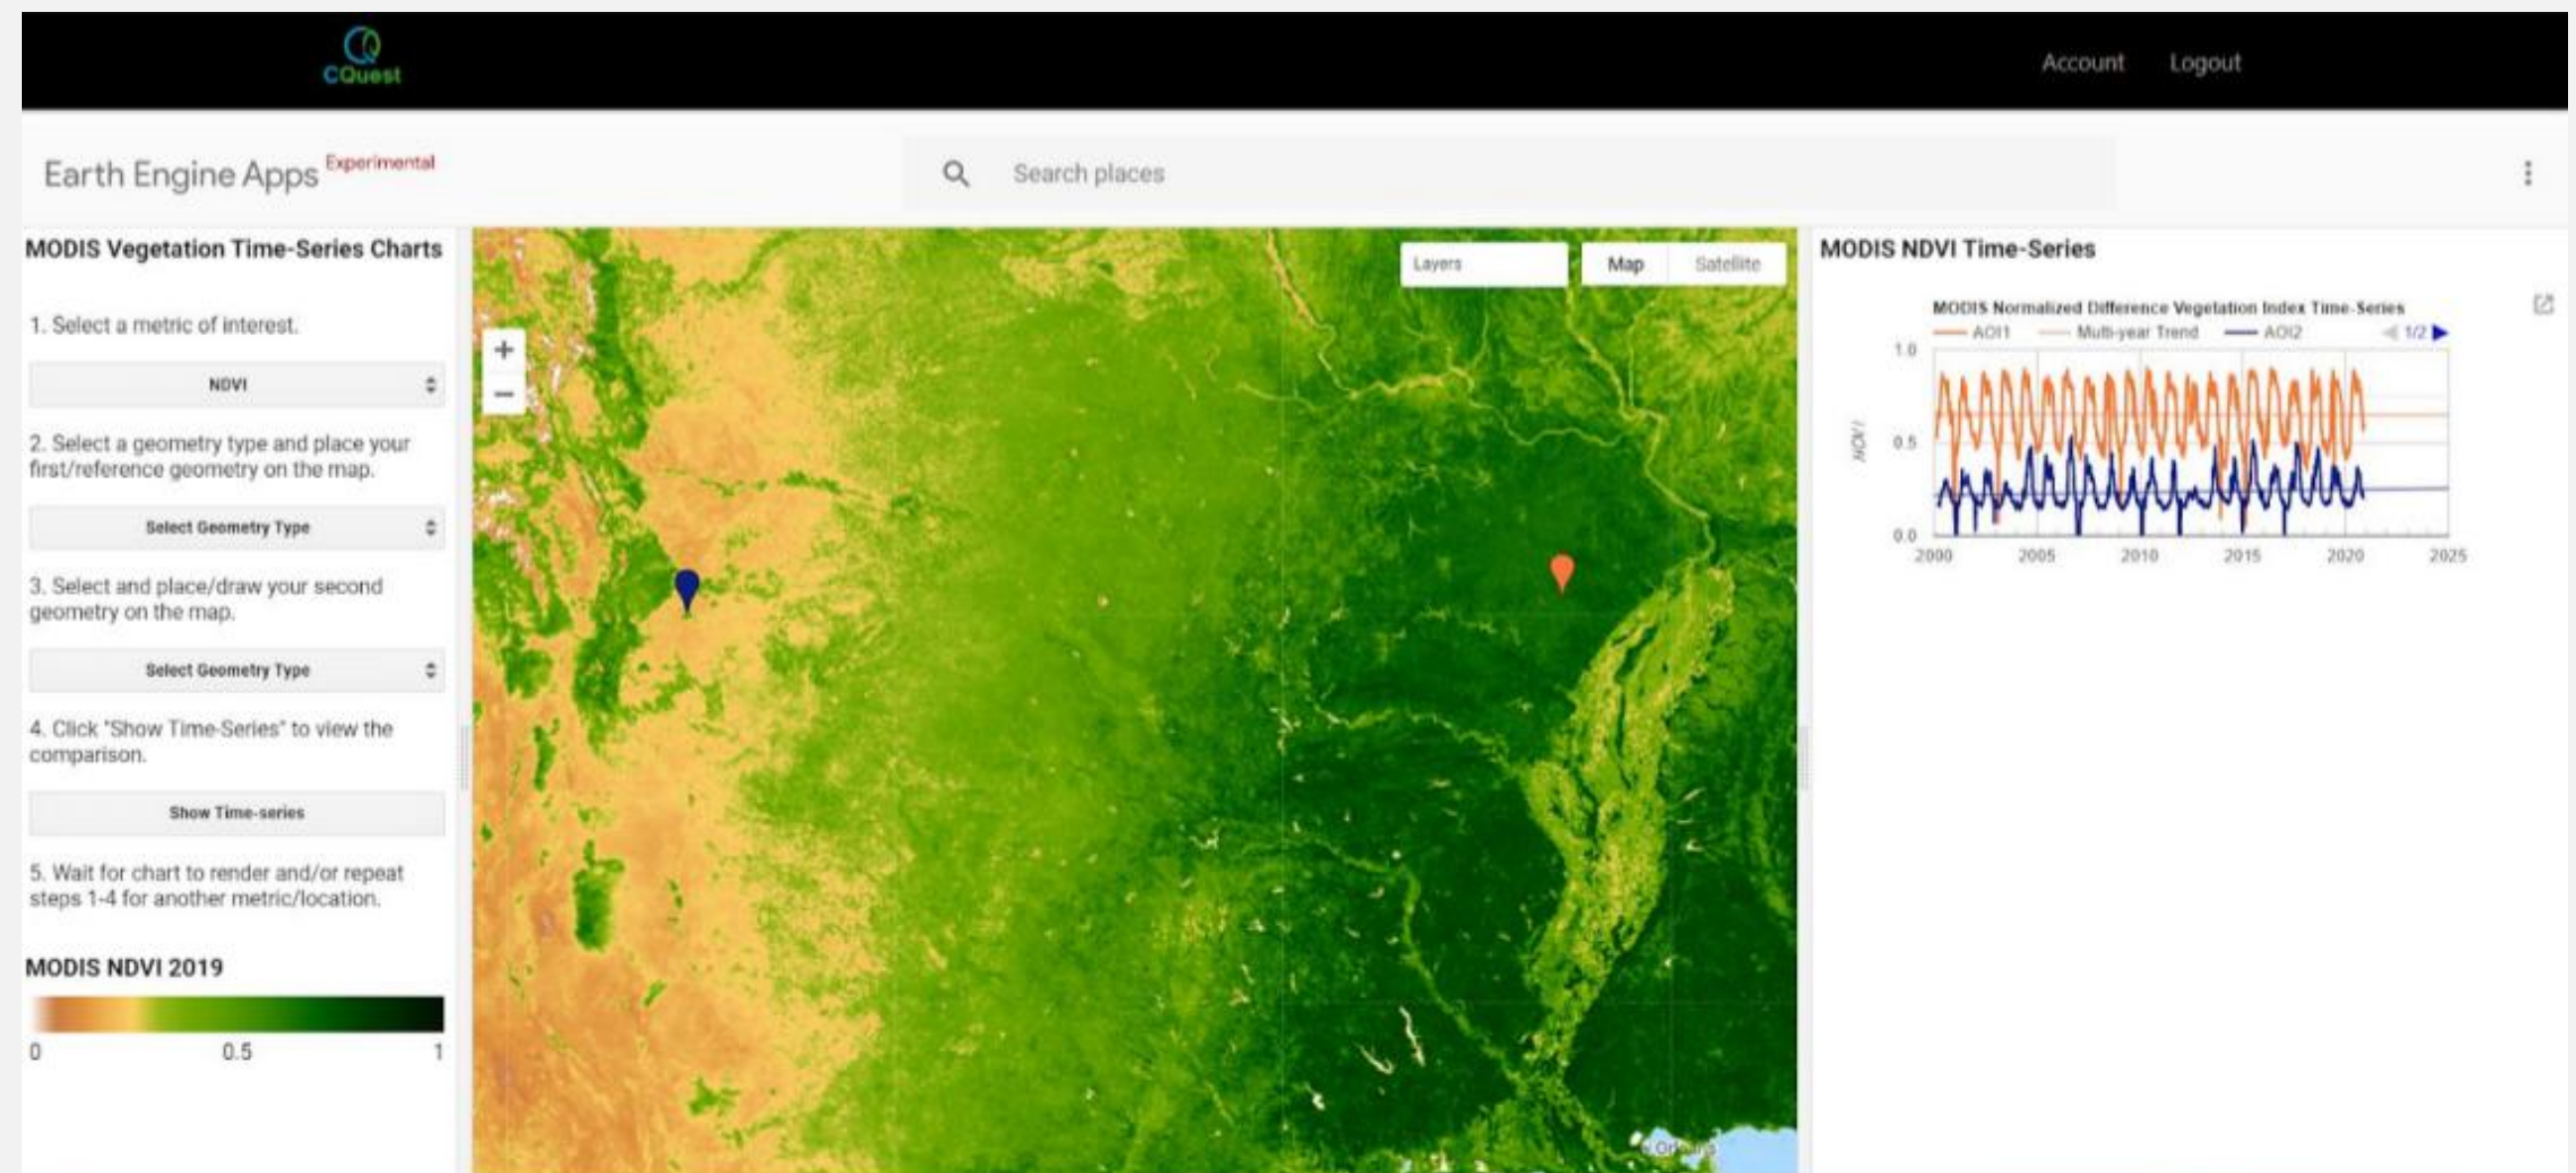 CQuest
Account
Logout
Earth Engine Apps Experimental
Search places
MODIS Vegetation Time-Series Charts
1. Select a metric of interest.
NDVI
2. Select a geometry type and place your
first/reference geometry on the map.
Select Geometry Type
3. Select and place/draw your second
geometry on the map.
Select Geometry Type
4. Click "Show Time-Series" to view the
comparison.
Show Time-series
5. Wait for chart to render and/or repeat
steps 1-4 for another metric/location.
MODIS NDVI 2019
0 0.5 1
Layers
Map
Satellite
MODIS NDVI Time-Series
MODIS Normalized Difference Vegetation Index Time-Series
AOI1 Multi-year Trend AOI2 1/2
1.0
NDVI
0.5
0.0
2000 2005 2010 2015 2020 2025